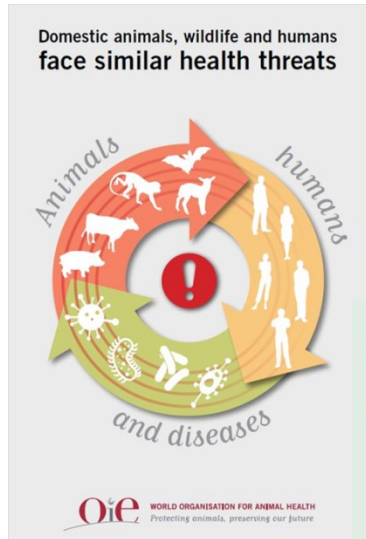 Domestic animals, wildlife and humans
face similar health threats
Animals
humans
!
and diseases
Oie WORLD ORGANISATION FOR ANIMAL HEALTH
Protecting animals, preserving our future